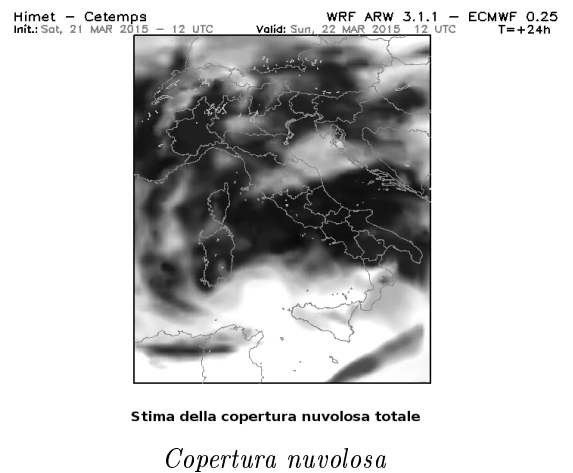 Himet – Cetemps WRF ARW 3.1.1 – ECMWF 0.25
Init.: Sat, 21 MAR 2015 – 12 UTC Valid: Sun, 22 MAR 2015 12 UTC T=+24h
Stima della copertura nuvolosa totale
Copertura nuvolosa